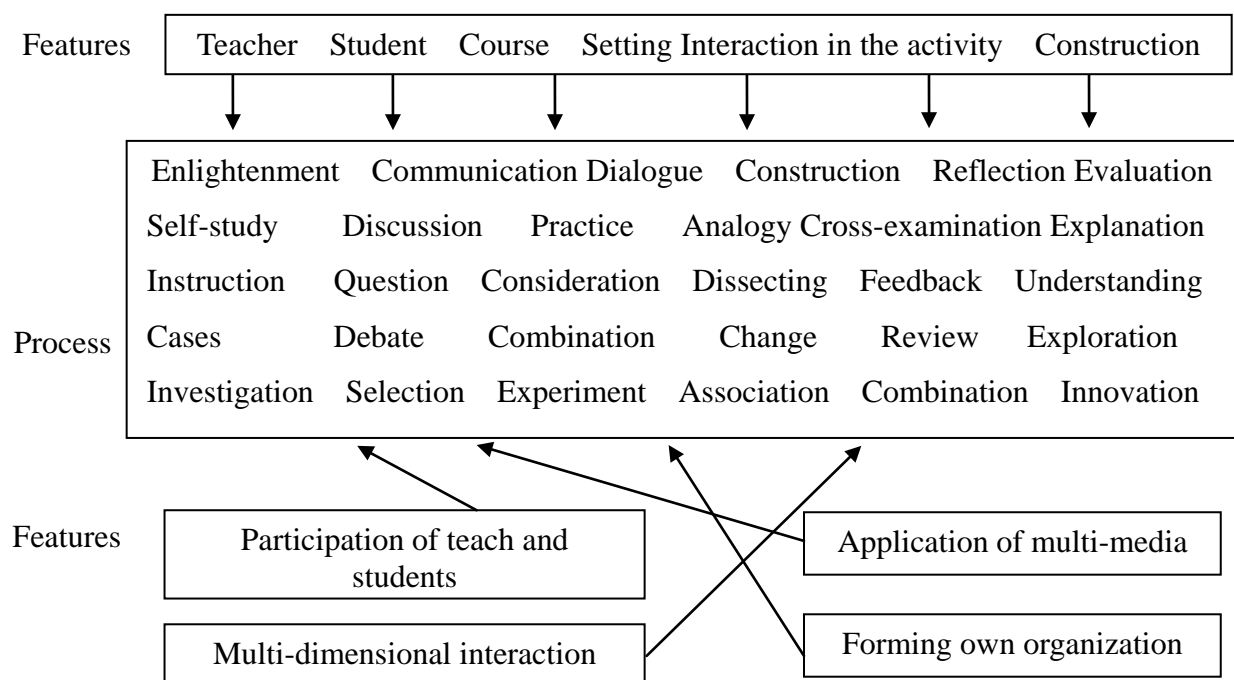 Features Teacher Student Course Setting Interaction in the activity Construction
Enlightenment Communication Dialogue Construction Reflection Evaluation
Self-study Discussion Practice Analogy Cross-examination Explanation
Instruction Question Consideration Dissecting Feedback Understanding
Process Cases Debate Combination Change Review Exploration
Investigation Selection Experiment Association Combination Innovation
Features
Participation of teach and
students
Application of multi-media
Multi-dimensional interaction
Forming own organization